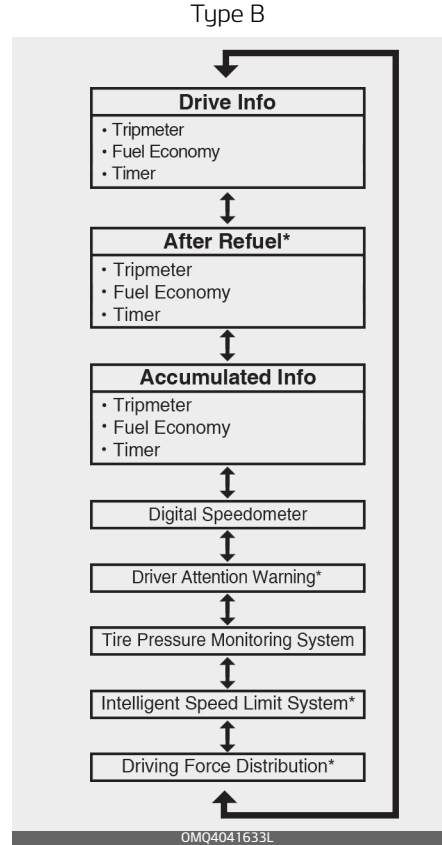 Type B
Drive Info
• Tripmeter
• Fuel Economy
• Timer
After Refuel*
• Tripmeter
• Fuel Economy
• Timer
Accumulated Info
• Tripmeter
• Fuel Economy
• Timer
Digital Speedometer
Driver Attention Warning*
Tire Pressure Monitoring System
Intelligent Speed Limit System*
Driving Force Distribution*
OMQ4041633L